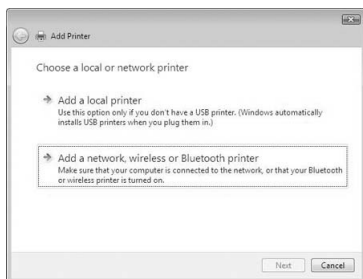 Add Printer
Choose a local or network printer
Add a local printer
Use this option only if you don't have a USB printer. (Windows automatically
installs USB printers when you plug them in.)
Add a network, wireless or Bluetooth printer
Make sure that your computer is connected to the network, or that your Bluetooth
or wireless printer is turned on.
Next
Cancel